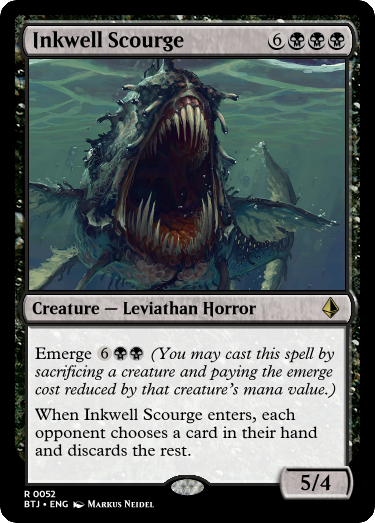 Inkwell Scourge 6
Creature — Leviathan Horror
Emerge 6 (You may cast this spell by
sacrificing a creature and paying the emerge
cost reduced by that creature's mana value.)
When Inkwell Scourge enters, each
opponent chooses a card in their hand
and discards the rest.
5/4
R 0052
BTJ • ENG Markus Neidel